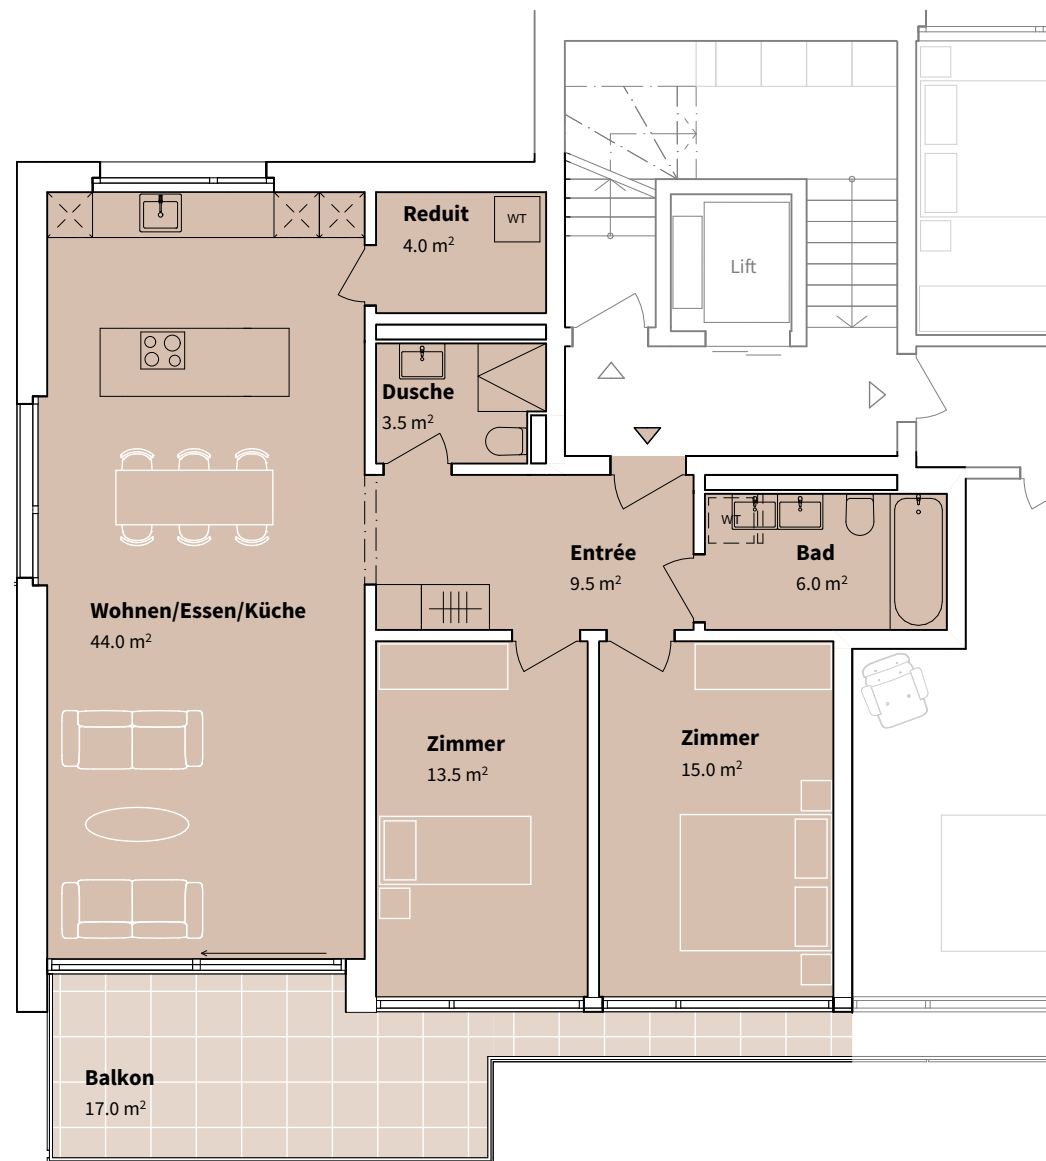 Reduit
4.0 m²
WT
Lift
Dusche
3.5 m²
WT
Entrée
9.5 m²
Bad
6.0 m²
Wohnen/Essen/Küche
44.0 m²
Zimmer
13.5 m²
Zimmer
15.0 m²
Balkon
17.0 m²